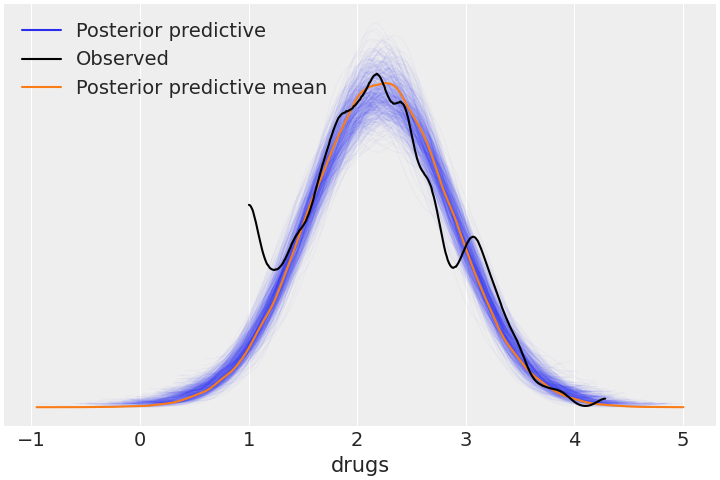 Posterior predictive
Observed
Posterior predictive mean
−1 0 1 2 3 4 5
drugs